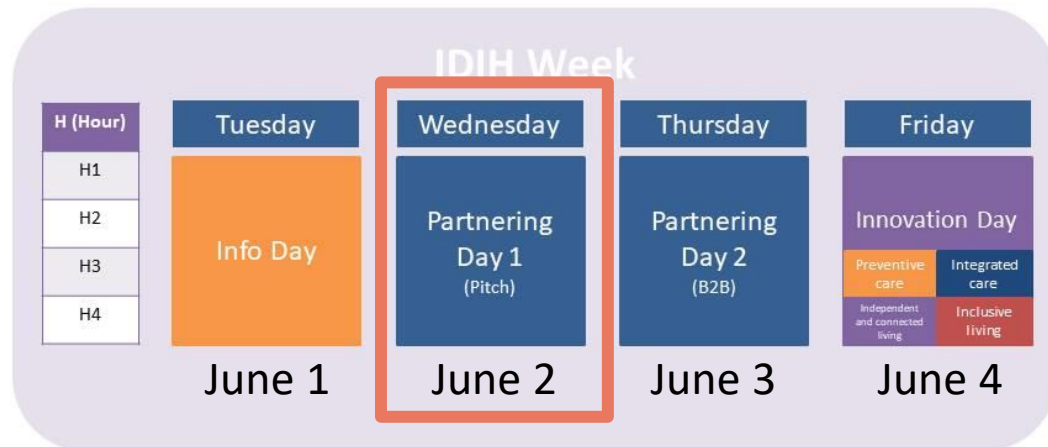 IDIH Week
H (Hour)
Tuesday
Wednesday
Thursday
Friday
H1
H2
H3
H4
Info Day
Partnering
Day 1
(Pitch)
Partnering
Day 2
(B2B)
Innovation Day
Preventive
care
Integrated
care
Independent
and connected
living
Inclusive
living
June 1
June 2
June 3
June 4